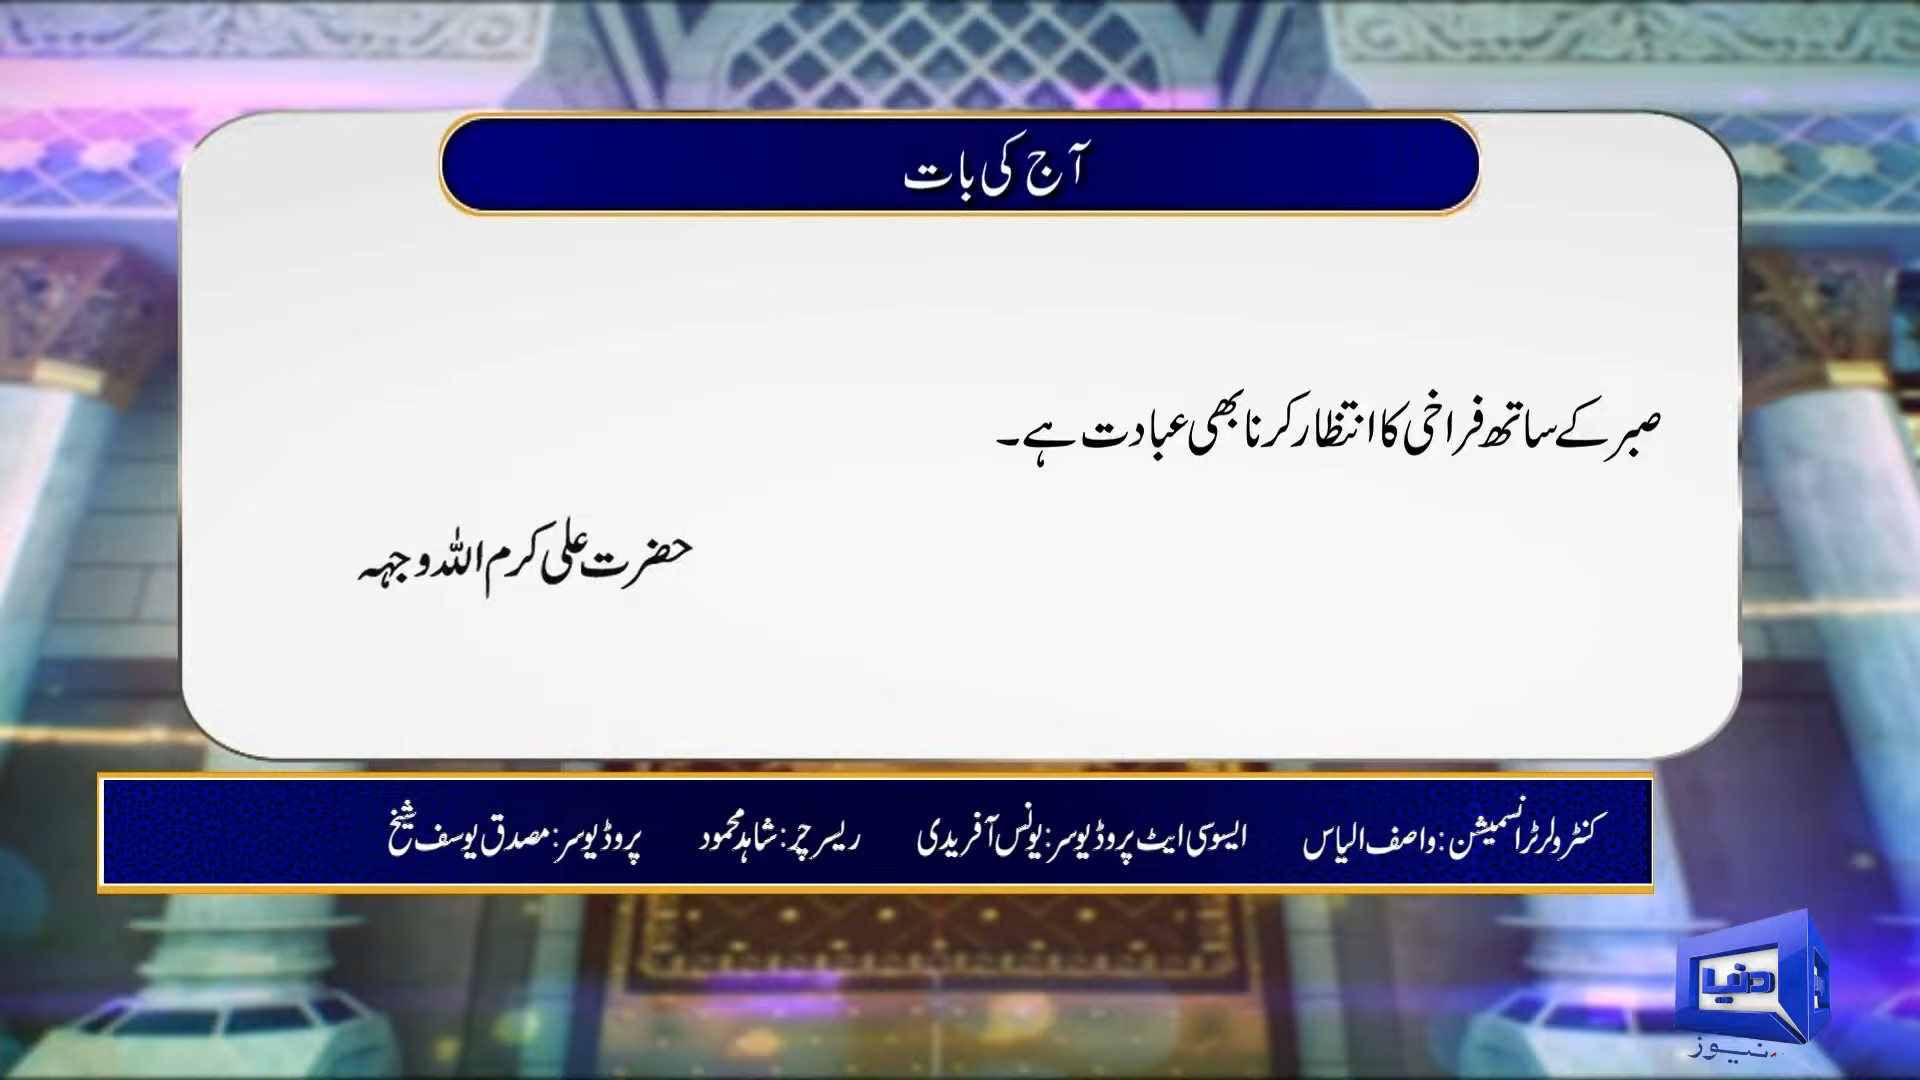 آج کی بات
صبر کے ساتھ فراخی کا انتظار کرنا بھی عبادت ہے۔
حضرت علی کرم اللہ وجہہ
کنٹرولر ٹرانسمیشن: واصف الیاس ایسوسی ایٹ پروڈیوسر: یونس آفریدی ریسرچر: شاہد محمود پروڈیوسر: مصدق یوسف شیخ
دنیا
نیوز